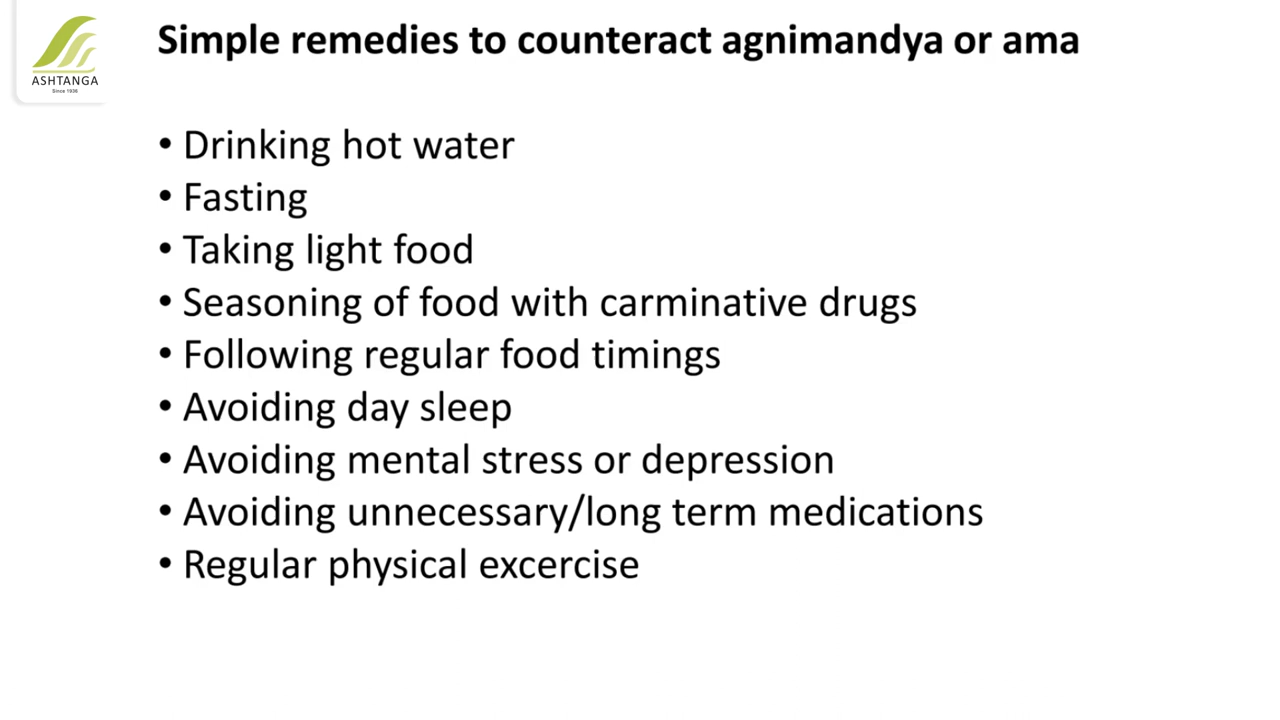 ASHTANGA
Since 1936
Simple remedies to counteract agnimandya or ama
• Drinking hot water
• Fasting
• Taking light food
• Seasoning of food with carminative drugs
• Following regular food timings
• Avoiding day sleep
• Avoiding mental stress or depression
• Avoiding unnecessary/long term medications
• Regular physical excercise